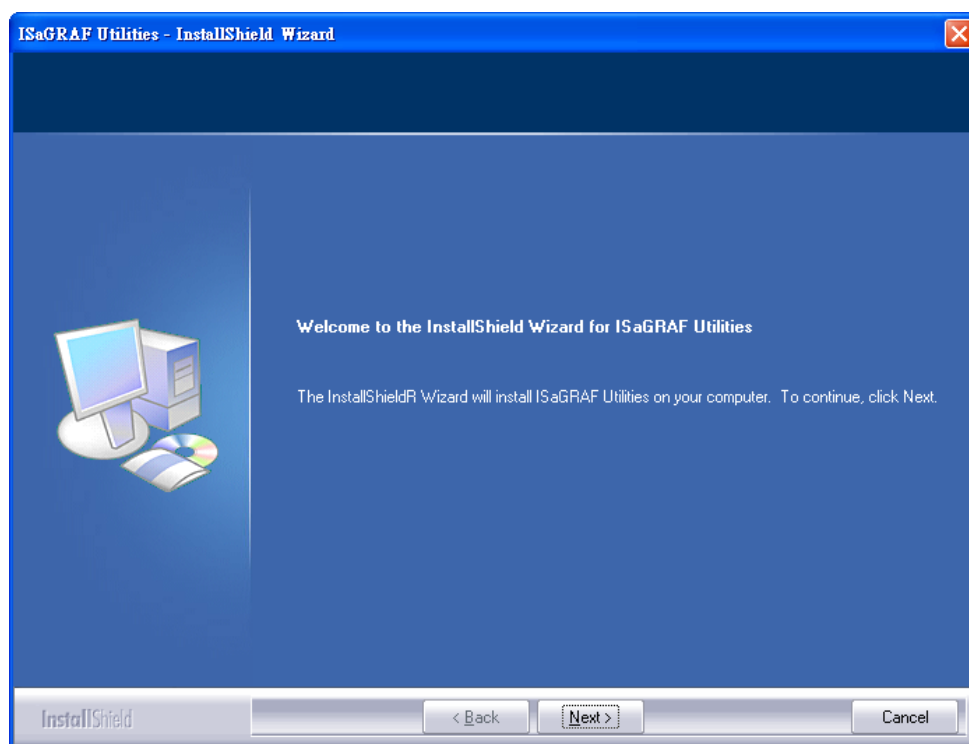 ISaGRAF Utilities - InstallShield Wizard
Welcome to the InstallShield Wizard for ISaGRAF Utilities
The InstallShieldR Wizard will install ISaGRAF Utilities on your computer. To continue, click Next.
InstallShield
< Back
Next >
Cancel